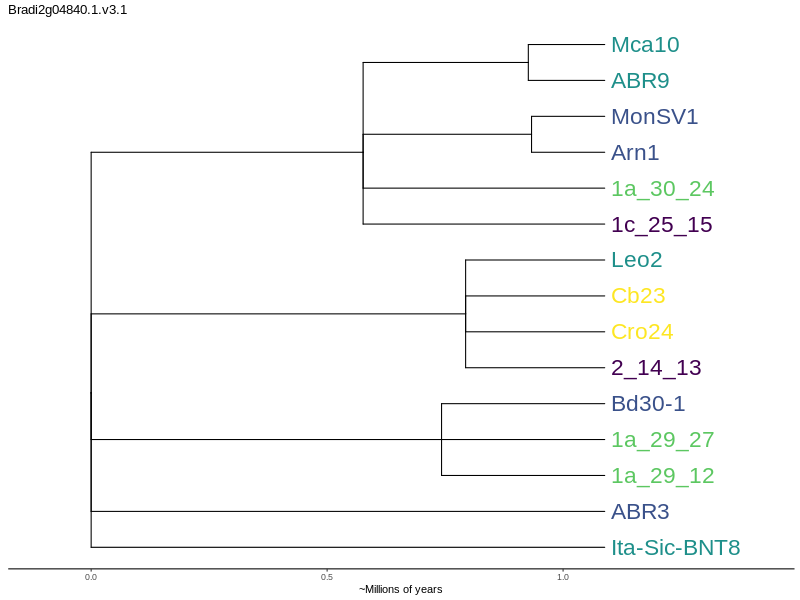 Bradi2g04840.1.v3.1
Mca10
ABR9
MonSV1
Arn1
1a_30_24
1c_25_15
Leo2
Cb23
Cro24
2_14_13
Bd30-1
1a_29_27
1a_29_12
ABR3
Ita-Sic-BNT8
0.0 0.5 1.0
~Millions of years